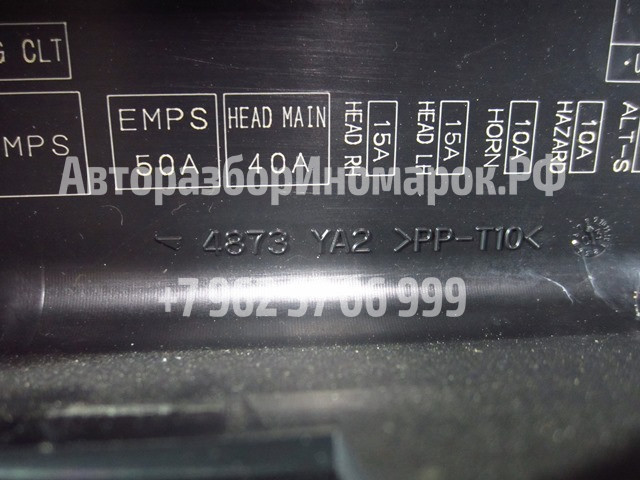 G CLT
MPS
EMPS
50A
HEAD MAIN
40A
15A
HEAD RH
15A
HEAD LH
10A
HORN
10A
HAZARD
ALT-S
АвторазборИномарок.РФ
4873 YA2 >PP-T10<
+7 962 57 06 999